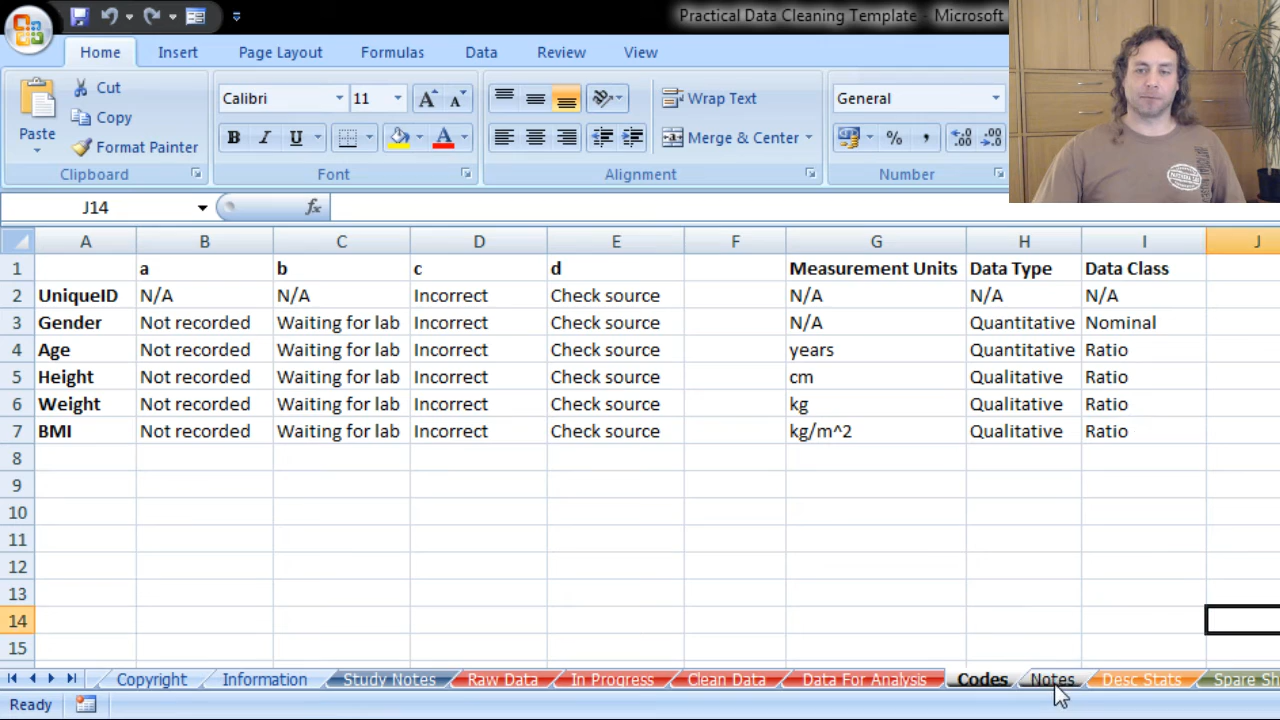 Practical Data Cleaning Template - Microsoft
Home Insert Page Layout Formulas Data Review View
Paste
Cut
Copy
Format Painter
Clipboard
Calibri 11
B I U
Font
Wrap Text
Merge & Center
Alignment
General
Number
J14
A B C D E F G H I J
1 a b c d Measurement Units Data Type Data Class
2 UniqueID N/A N/A Incorrect Check source N/A N/A N/A
3 Gender Not recorded Waiting for lab Incorrect Check source N/A Quantitative Nominal
4 Age Not recorded Waiting for lab Incorrect Check source years Quantitative Ratio
5 Height Not recorded Waiting for lab Incorrect Check source cm Qualitative Ratio
6 Weight Not recorded Waiting for lab Incorrect Check source kg Qualitative Ratio
7 BMI Not recorded Waiting for lab Incorrect Check source kg/m^2 Qualitative Ratio
8
9
10
11
12
13
14
15
Copyright Information Study Notes Raw Data In Progress Clean Data Data For Analysis Codes Notes Desc Stats Spare Sh
Ready